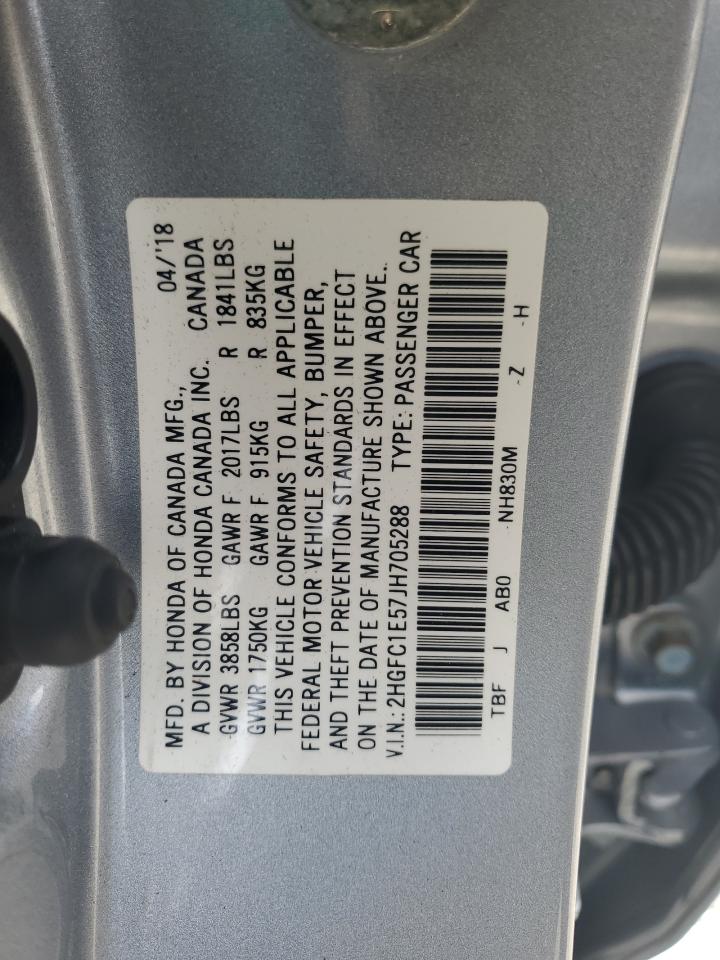 MFD. BY HONDA OF CANADA MFG., 04/'18
A DIVISION OF HONDA CANADA INC. CANADA
GVWR 3858LBS GAWR F 2017LBS R 1841LBS
GVWR 1750KG GAWR F 915KG R 835KG
THIS VEHICLE CONFORMS TO ALL APPLICABLE
FEDERAL MOTOR VEHICLE SAFETY, BUMPER,
AND THEFT PREVENTION STANDARDS IN EFFECT
ON THE DATE OF MANUFACTURE SHOWN ABOVE..
V.I.N.: 2HGFC1E57JH705288 TYPE: PASSENGER CAR
TBF J AB0 -NH830M -Z -H